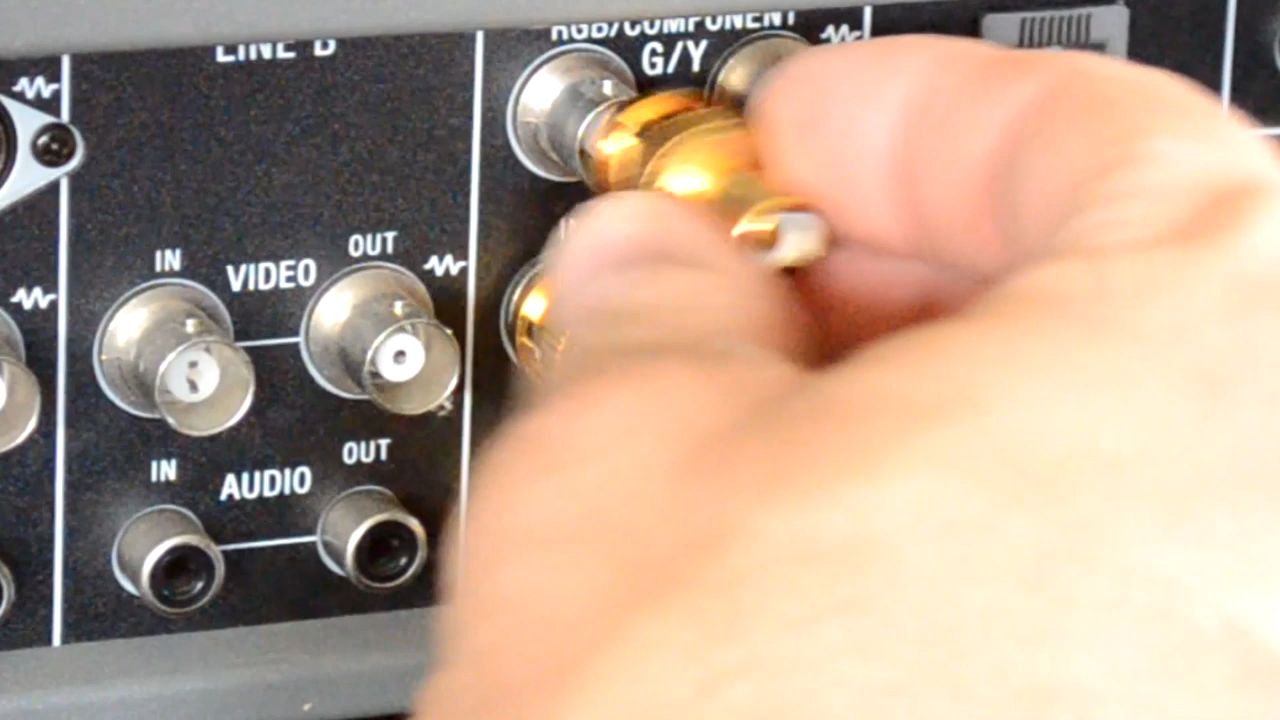 LINE B
RGB/COMPONENT
G/Y
IN VIDEO OUT
IN AUDIO OUT